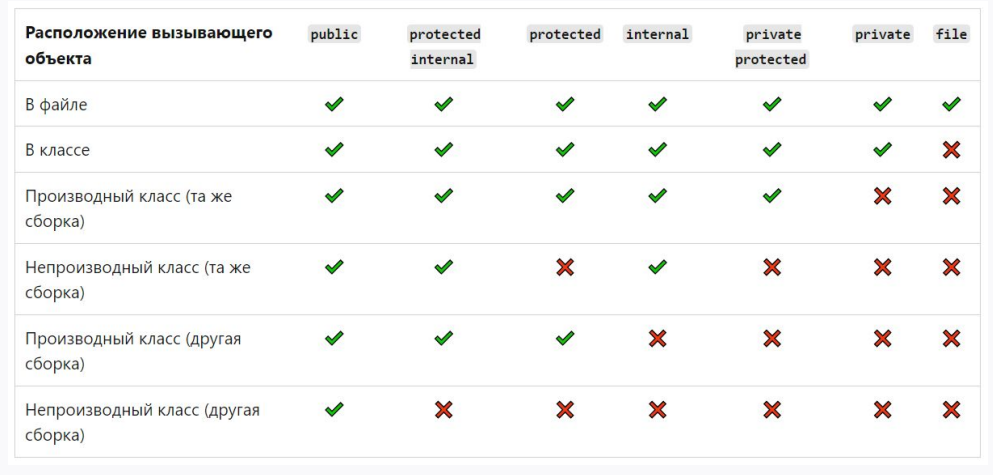 Расположение вызывающего public protected protected internal private private file
объекта internal protected
В файле
В классе
Производный класс (та же
сборка)
Непроизводный класс (та же
сборка)
Производный класс (другая
сборка)
Непроизводный класс (другая
сборка)